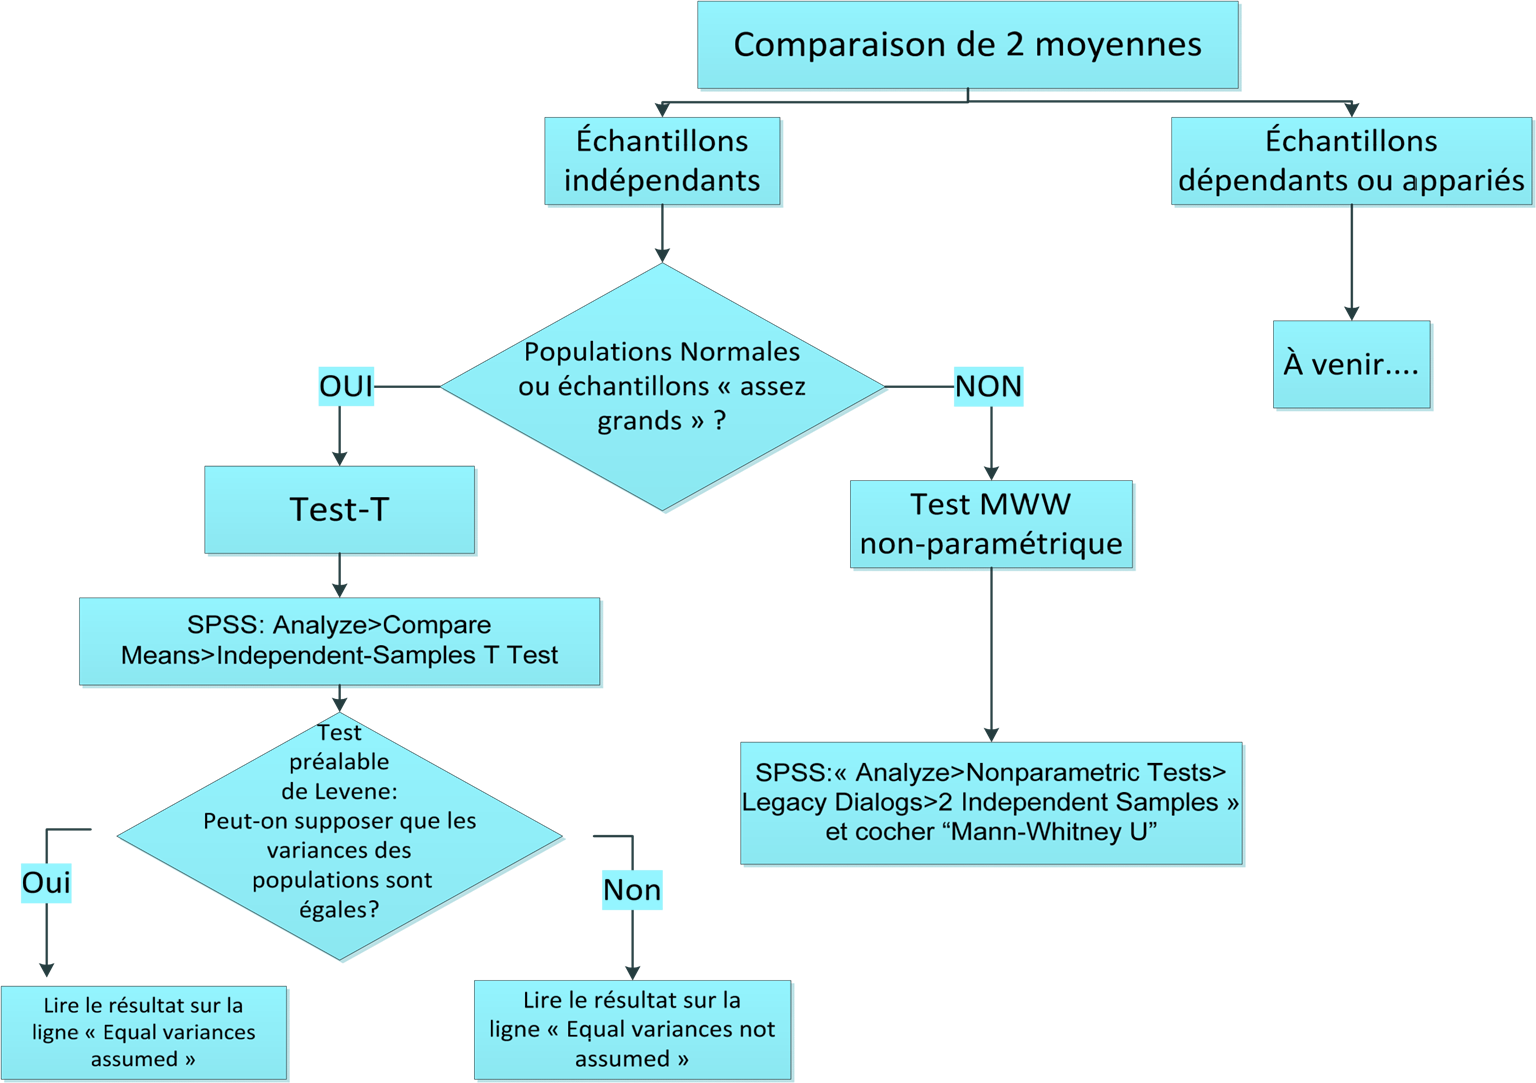 Comparaison de 2 moyennes
Échantillons
indépendants
Échantillons
dépendants ou appariés
Populations Normales
ou échantillons « assez
grands » ?
OUI
NON
À venir....
Test-T
Test MWW
non-paramétrique
SPSS: Analyze>Compare
Means>Independent-Samples T Test
Test
préalable
de Levene:
Peut-on supposer que les
variances des
populations sont
égales?
SPSS:« Analyze>Nonparametric Tests>
Legacy Dialogs>2 Independent Samples »
et cocher “Mann-Whitney U”
Oui
Non
Lire le résultat sur la
ligne « Equal variances
assumed »
Lire le résultat sur la
ligne « Equal variances not
assumed »